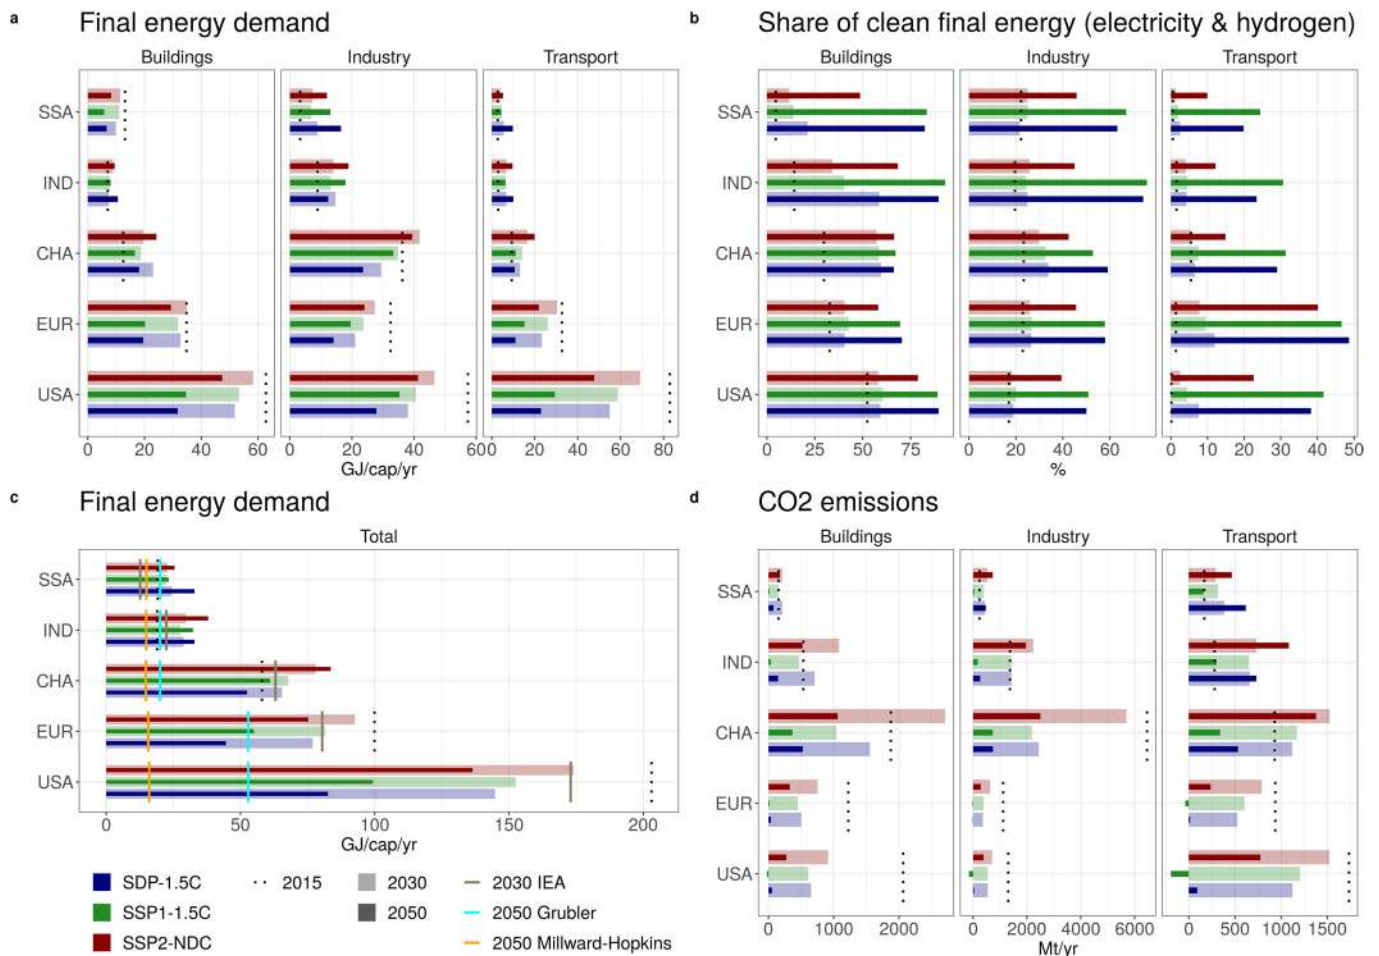 a Final energy demand
Buildings Industry Transport
SSA
IND
CHA
EUR
USA
0 20 40 60 0 20 40 60 0 20 40 60 80
GJ/cap/yr
b Share of clean final energy (electricity & hydrogen)
Buildings Industry Transport
SSA
IND
CHA
EUR
USA
0 25 50 75 0 20 40 60 80 0 10 20 30 40 50
%
c Final energy demand
Total
SSA
IND
CHA
EUR
USA
0 50 100 150 200
GJ/cap/yr
SDP-1.5C 2015 2030 2030 IEA
SSP1-1.5C 2050 2050 Grubler
SSP2-NDC 2050 Millward-Hopkins
d CO2 emissions
Buildings Industry Transport
SSA
IND
CHA
EUR
USA
0 1000 2000 0 2000 4000 6000 0 500 1000 1500
Mt/yr